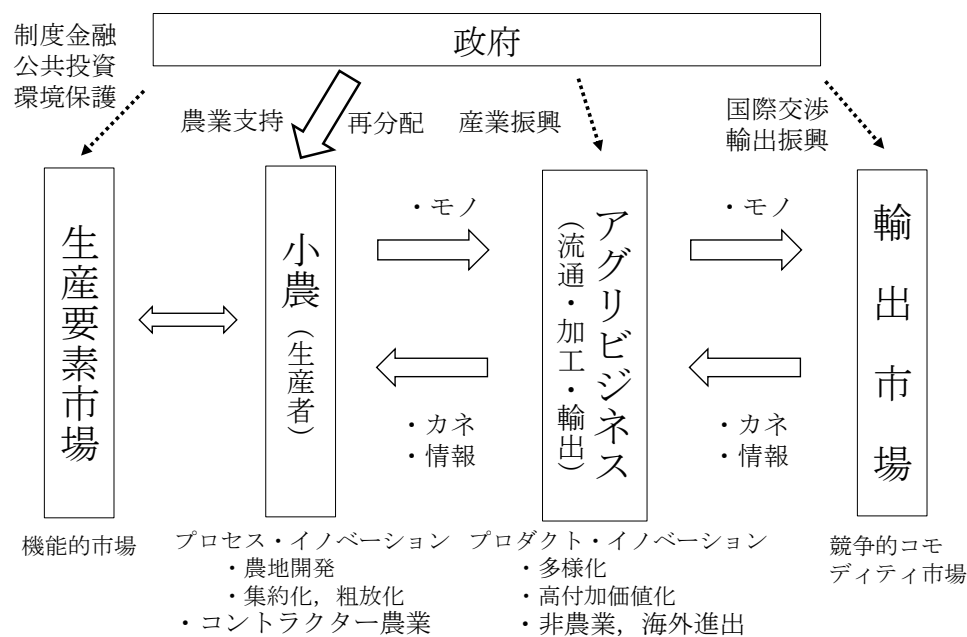 政府
制度金融
公共投資
環境保護
農業支持
再分配
産業振興
国際交渉
輸出振興
生産要素市場
小農（生産者）
アグリビジネス
（流通・加工・輸出）
輸出市場
・モノ
・カネ
・情報
・モノ
・カネ
・情報
機能的市場
プロセス・イノベーション
・農地開発
・集約化，粗放化
・コントラクター農業
プロダクト・イノベーション
・多様化
・高付加価値化
・非農業，海外進出
競争的コモ
ディティ市場